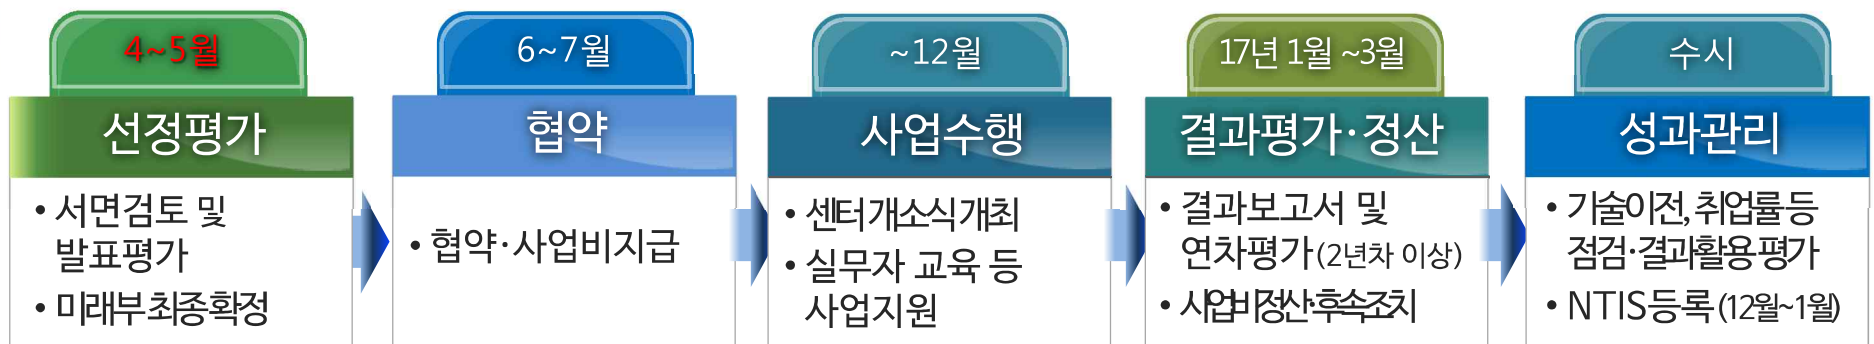 4~5월
선정평가
• 서면검토 및
발표평가
• 미래부 최종확정
6~7월
협약
• 협약·사업비지급
~12월
사업수행
• 센터개소식 개최
• 실무자 교육 등
사업지원
17년 1월 ~3월
결과평가·정산
• 결과보고서 및
연차평가 (2년차 이상)
• 사업비정산·후속조치
수시
성과관리
• 기술이전, 취업률 등
점검·결과활용 평가
• NTIS등록 (12월~1월)